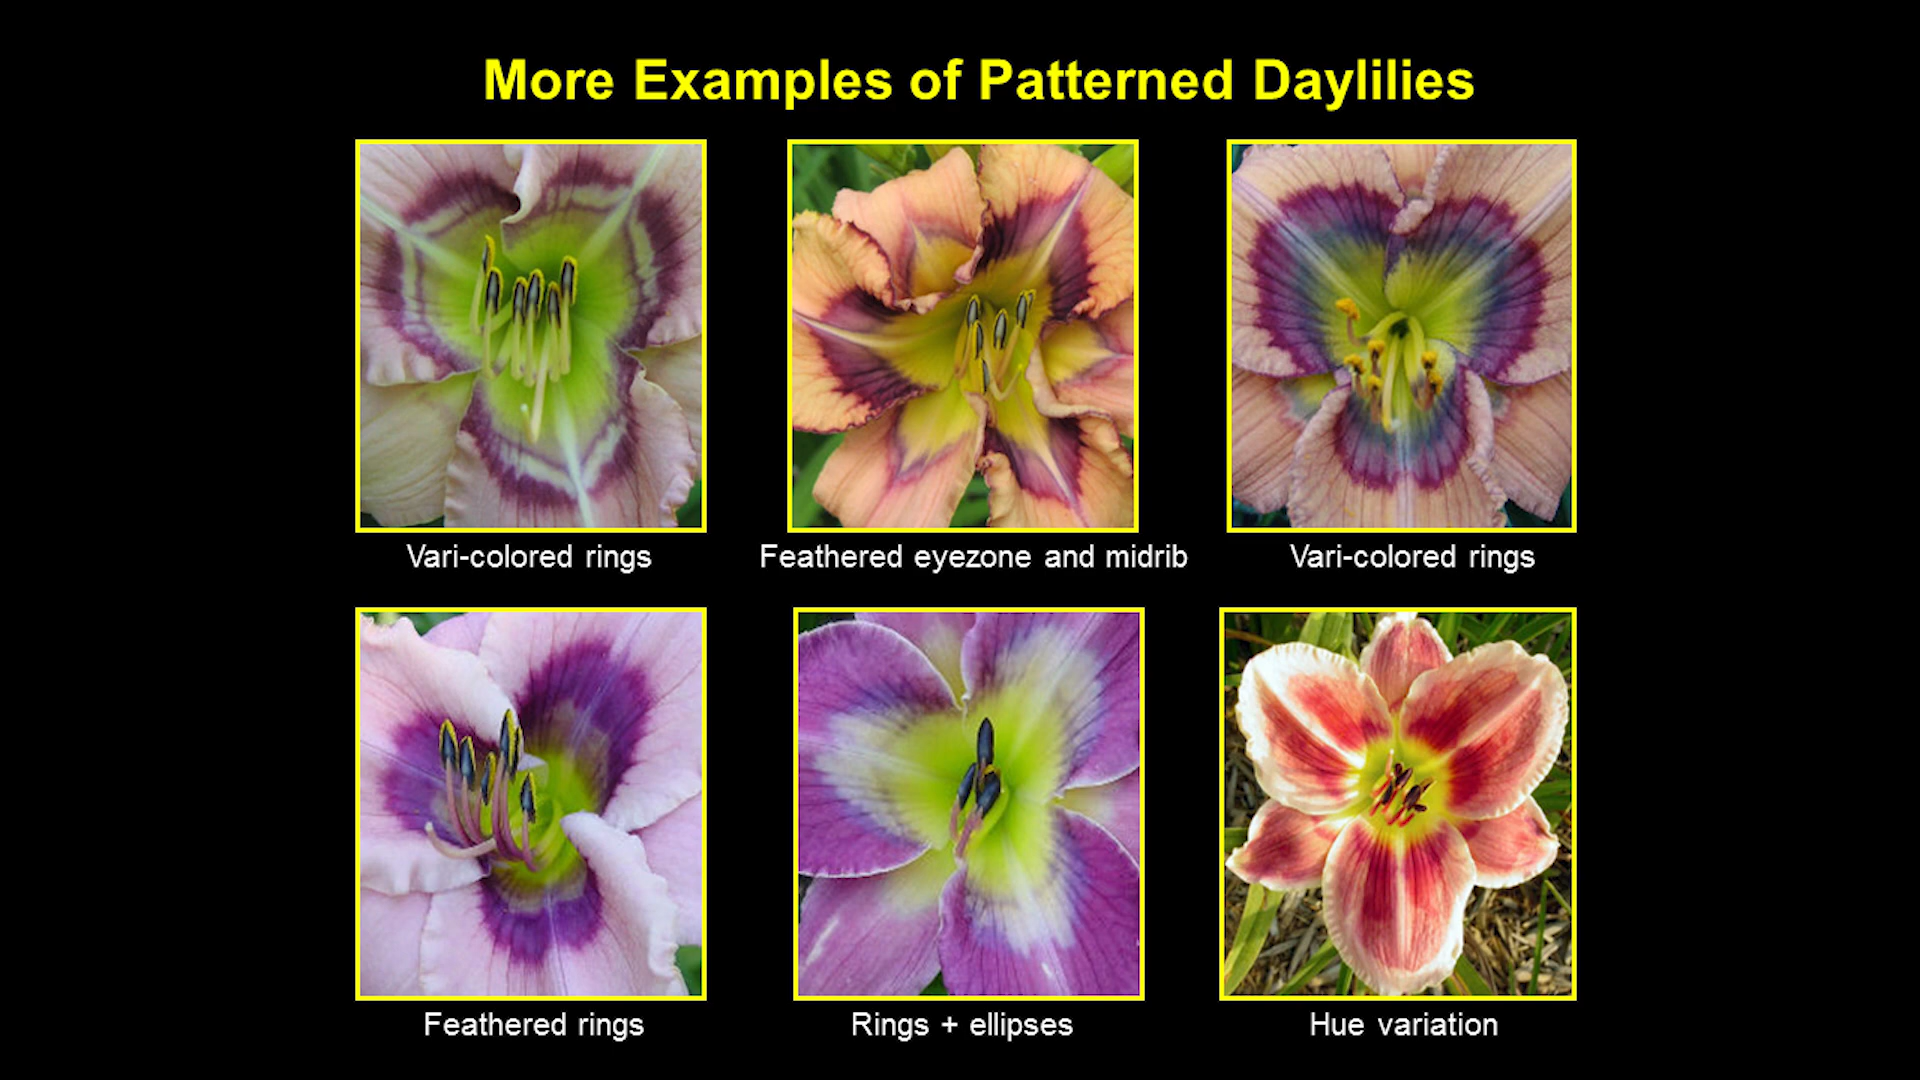 More Examples of Patterned Daylilies
Vari-colored rings
Feathered eyezone and midrib
Vari-colored rings
Feathered rings
Rings + ellipses
Hue variation